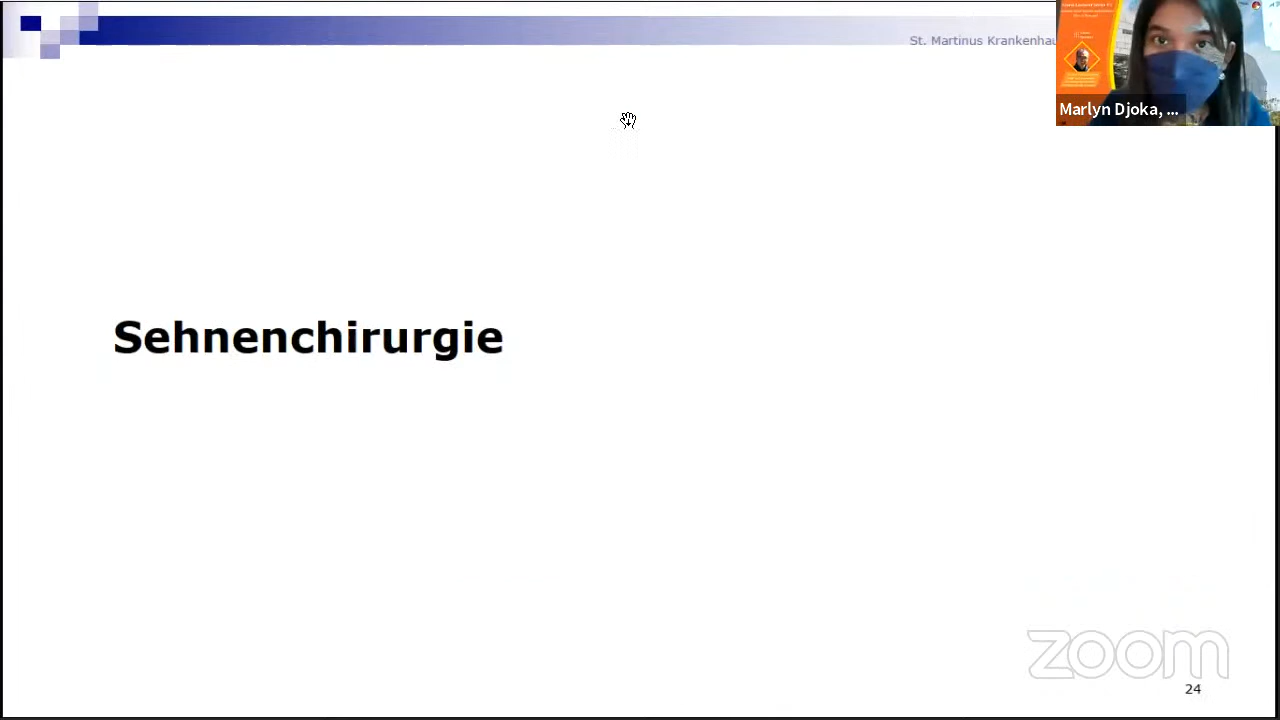 St. Martinus Krankenhau
Marlyn Djoka, ...
Sehnenchirurgie
zoom
24